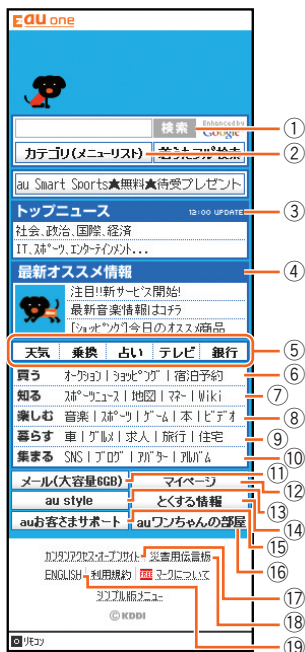 au one
検索 Enhanced by Google ①
カテゴリ(メニューリスト) 着うたフル検索 ②
au Smart Sports★無料★待受プレゼント
トップニュース 12:00 UPDATE ③
社会、政治、国際、経済
IT、スポーツ、エンターテインメント...
最新オススメ情報 ④
注目!!新サービス開始!
最新音楽情報はコチラ
[ショッピング]今日のオススメ商品
天気 乗換 占い テレビ 銀行 ⑤
買う オークション|ショッピング|宿泊予約 ⑥
知る スポーツニュース|地図|マネー|Wiki ⑦
楽しむ 音楽|スポーツ|ゲーム|本|ビデオ ⑧
暮らす 車|グルメ|求人|旅行|住宅 ⑨
集まる SNS|ブログ|アバター|アルバム ⑩
メール(大容量6GB) マイページ ⑪
⑫
au style とくする情報 ⑬
⑭
auお客さまサポート auワンちゃんの部屋 ⑮
⑯
カンタンアクセス・オープンサイト 災害用伝言板 ⑰
ENGLISH 利用規約 マークについて ⑱
シンプル版メニュー
© KDDI
リモコン ⑲